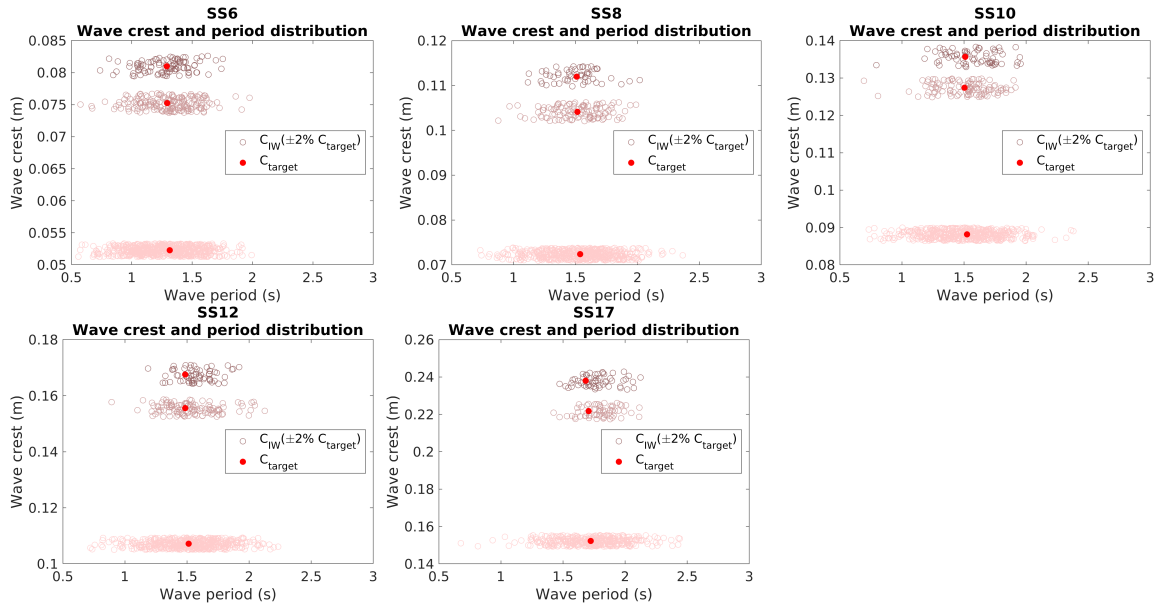 SS6
Wave crest and period distribution
0.085
0.08
0.075
0.07
0.065
0.06
0.055
0.05
Wave crest (m)
C_IW(±2% C_target)
C_target
0.5 1 1.5 2 2.5 3
Wave period (s)
SS8
Wave crest and period distribution
0.12
0.11
0.1
0.09
0.08
0.07
Wave crest (m)
C_IW(±2% C_target)
C_target
0.5 1 1.5 2 2.5 3
Wave period (s)
SS10
Wave crest and period distribution
0.14
0.13
0.12
0.11
0.1
0.09
0.08
Wave crest (m)
C_IW(±2% C_target)
C_target
0.5 1 1.5 2 2.5 3
Wave period (s)
SS12
Wave crest and period distribution
0.18
0.16
0.14
0.12
0.1
Wave crest (m)
C_IW(±2% C_target)
C_target
0.5 1 1.5 2 2.5 3
Wave period (s)
SS17
Wave crest and period distribution
0.26
0.24
0.22
0.2
0.18
0.16
0.14
Wave crest (m)
C_IW(±2% C_target)
C_target
0.5 1 1.5 2 2.5 3
Wave period (s)